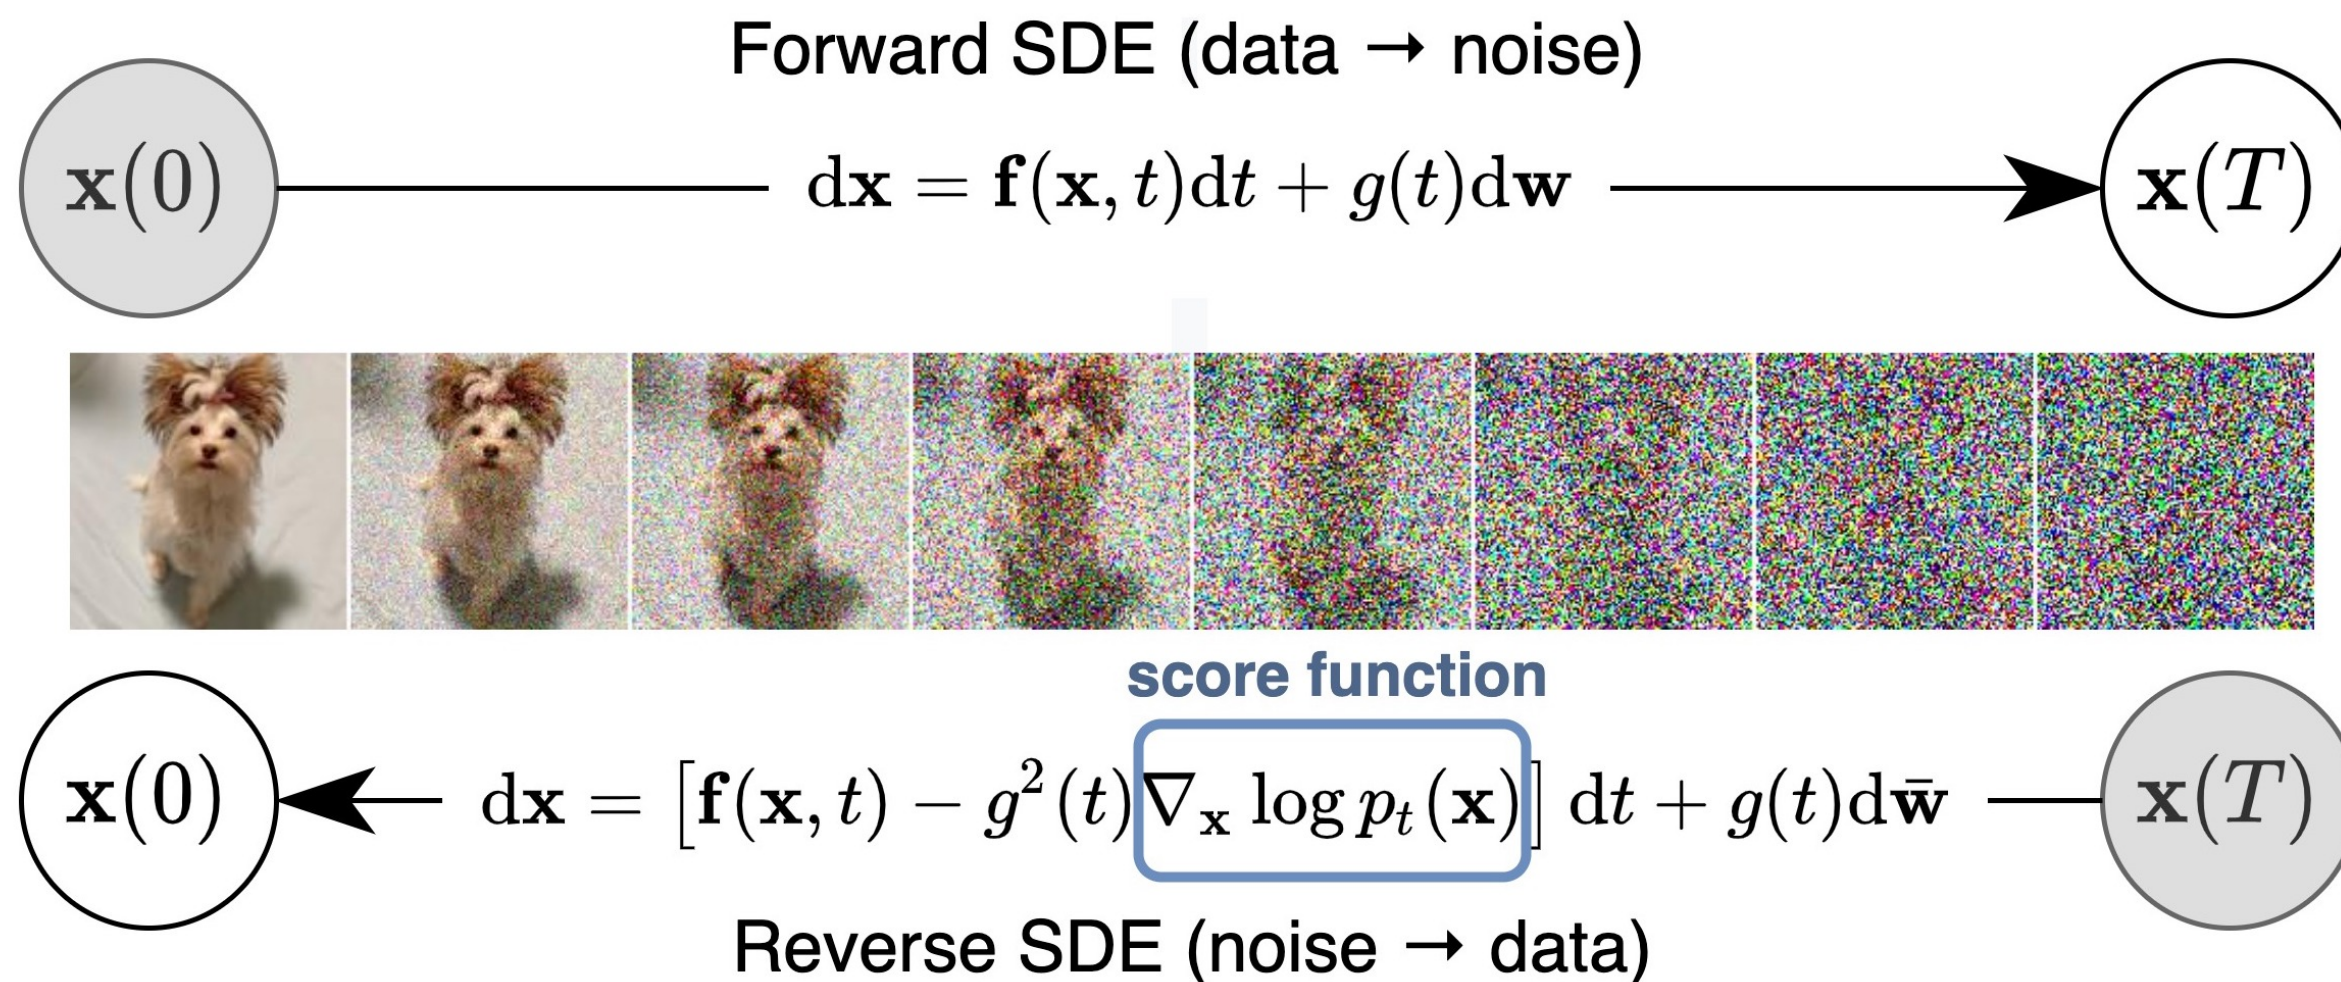 Forward SDE (data → noise)
x(0) dx = f(x, t)dt + g(t)dw x(T)
score function
x(0) dx = [f(x, t) − g²(t)∇ₓ log pₜ(x)] dt + g(t)dw̄ x(T)
Reverse SDE (noise → data)